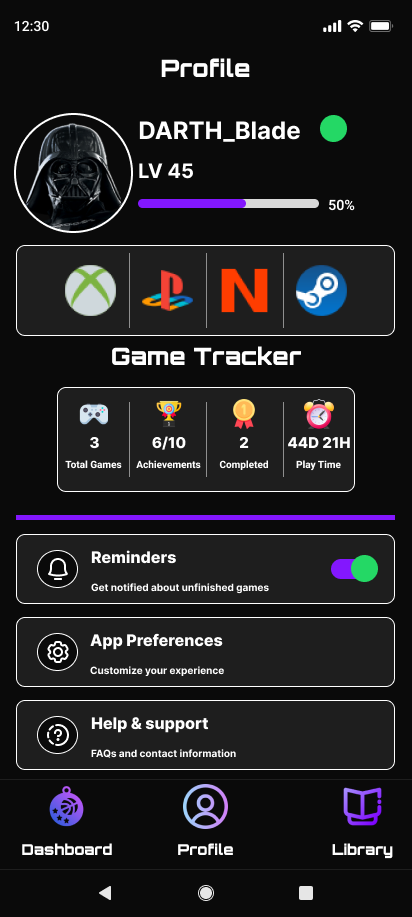 12:30
Profile
DARTH_Blade
LV 45
50%
N
Game Tracker
3
6/10
2
44D 21H
Total Games
Achievements
Completed
Play Time
Reminders
Get notified about unfinished games
App Preferences
Customize your experience
Help & support
FAQs and contact information
Dashboard
Profile
Library